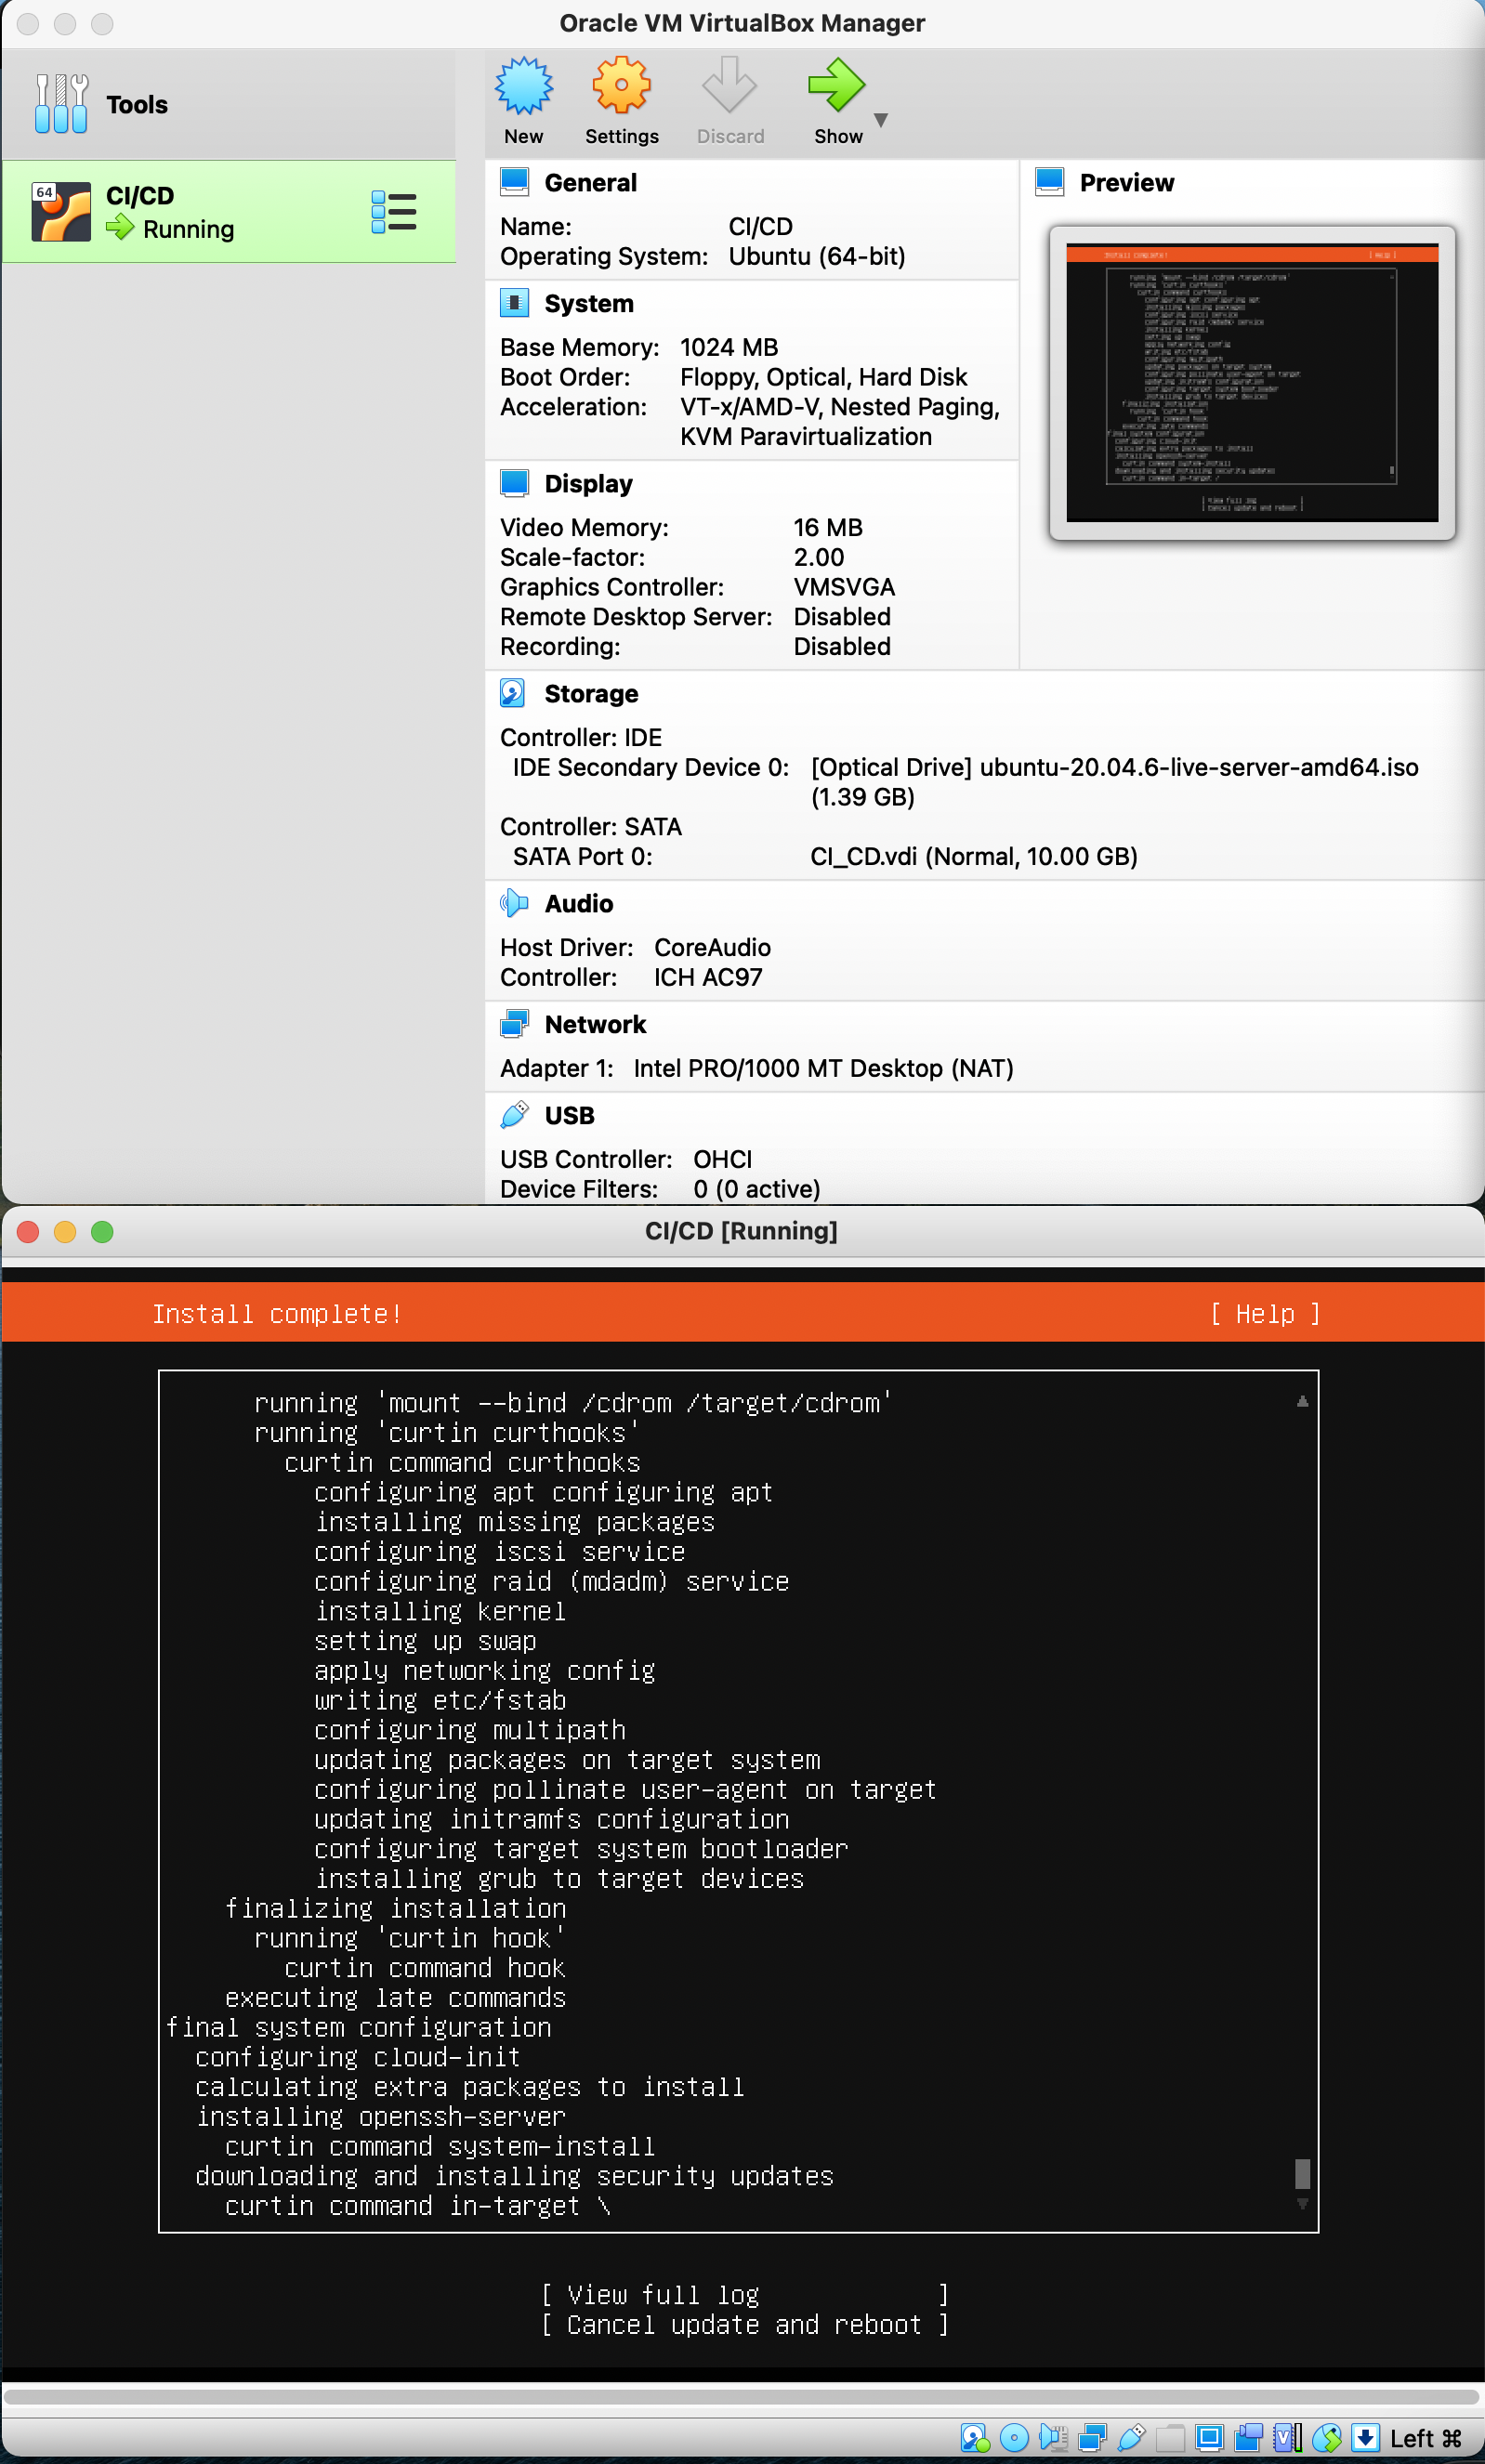 Oracle VM VirtualBox Manager
Tools
New
Settings
Discard
Show
64
CI/CD
Running
General
Name: CI/CD
Operating System: Ubuntu (64-bit)
Preview
System
Base Memory: 1024 MB
Boot Order: Floppy, Optical, Hard Disk
Acceleration: VT-x/AMD-V, Nested Paging,
KVM Paravirtualization
Display
Video Memory: 16 MB
Scale-factor: 2.00
Graphics Controller: VMSVGA
Remote Desktop Server: Disabled
Recording: Disabled
Storage
Controller: IDE
IDE Secondary Device 0: [Optical Drive] ubuntu-20.04.6-live-server-amd64.iso
(1.39 GB)
Controller: SATA
SATA Port 0: CI_CD.vdi (Normal, 10.00 GB)
Audio
Host Driver: CoreAudio
Controller: ICH AC97
Network
Adapter 1: Intel PRO/1000 MT Desktop (NAT)
USB
USB Controller: OHCI
Device Filters: 0 (0 active)
CI/CD [Running]
Install complete! [ Help ]
running 'mount --bind /cdrom /target/cdrom'
running 'curtin curthooks'
curtin command curthooks
configuring apt configuring apt
installing missing packages
configuring iscsi service
configuring raid (mdadm) service
installing kernel
setting up swap
apply networking config
writing etc/fstab
configuring multipath
updating packages on target system
configuring pollinate user-agent on target
updating initramfs configuration
configuring target system bootloader
installing grub to target devices
finalizing installation
running 'curtin hook'
curtin command hook
executing late commands
final system configuration
configuring cloud-init
calculating extra packages to install
installing openssh-server
curtin command system-install
downloading and installing security updates
curtin command in-target \
[ View full log ]
[ Cancel update and reboot ]
Left ⌘